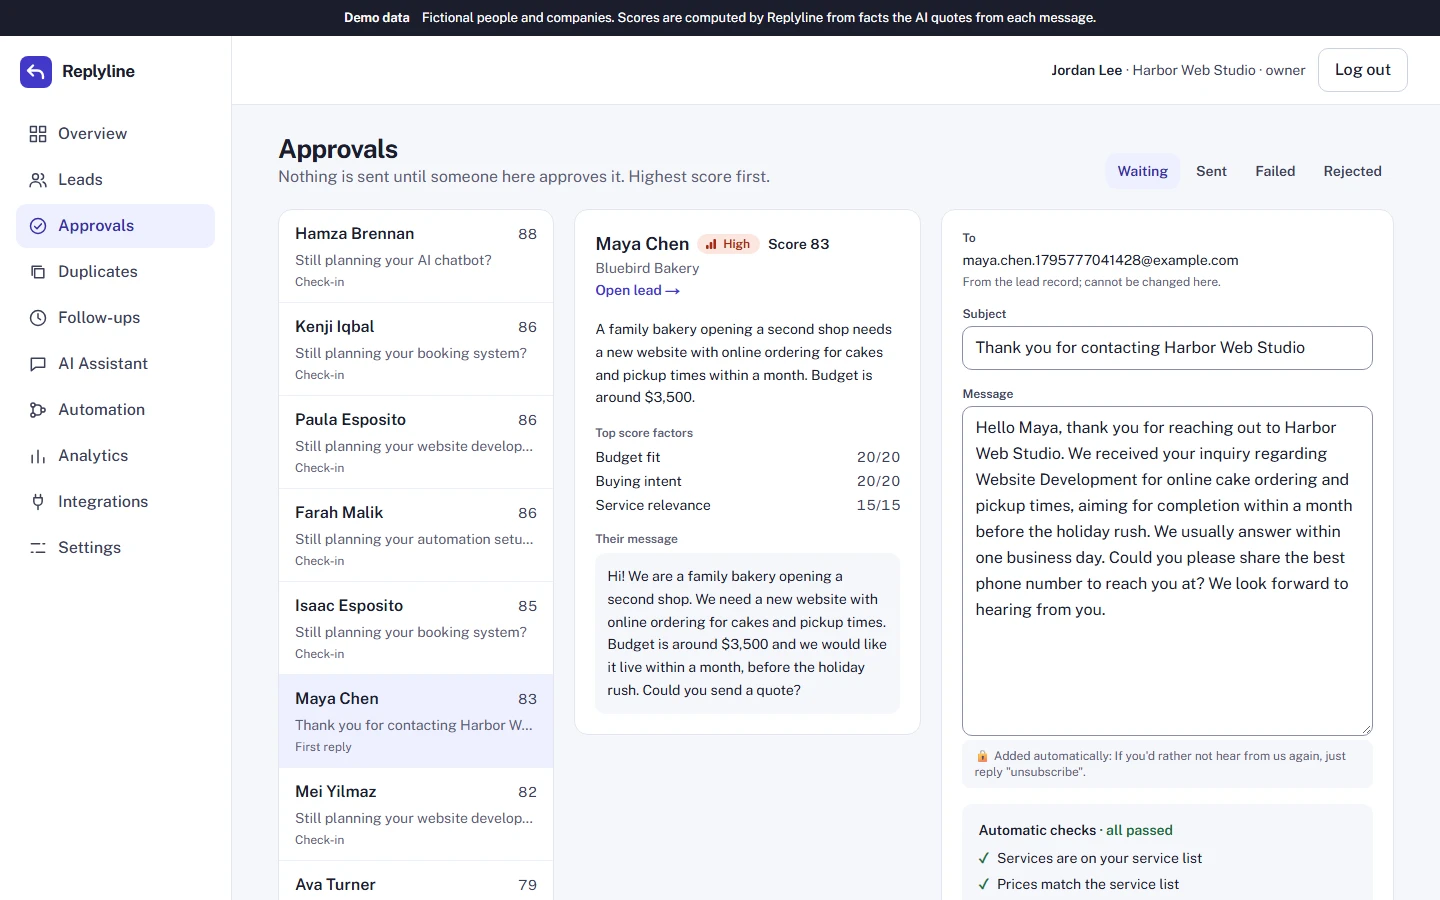 Demo data Fictional people and companies. Scores are computed by Replyline from facts the AI quotes from each message.
Replyline
Jordan Lee · Harbor Web Studio · owner
Log out
Overview
Leads
Approvals
Duplicates
Follow-ups
AI Assistant
Automation
Analytics
Integrations
Settings
Approvals
Nothing is sent until someone here approves it. Highest score first.
Waiting
Sent
Failed
Rejected
Hamza Brennan 88
Still planning your AI chatbot?
Check-in
Kenji Iqbal 86
Still planning your booking system?
Check-in
Paula Esposito 86
Still planning your website develop...
Check-in
Farah Malik 86
Still planning your automation setu...
Check-in
Isaac Esposito 85
Still planning your booking system?
Check-in
Maya Chen 83
Thank you for contacting Harbor W...
First reply
Mei Yilmaz 82
Still planning your website develop...
Check-in
Ava Turner 79
Maya Chen High Score 83
Bluebird Bakery
Open lead →
A family bakery opening a second shop needs
a new website with online ordering for cakes
and pickup times within a month. Budget is
around $3,500.
Top score factors
Budget fit 20/20
Buying intent 20/20
Service relevance 15/15
Their message
Hi! We are a family bakery opening a
second shop. We need a new website with
online ordering for cakes and pickup times.
Budget is around $3,500 and we would like
it live within a month, before the holiday
rush. Could you send a quote?
To
maya.chen.1795777041428@example.com
From the lead record; cannot be changed here.
Subject
Thank you for contacting Harbor Web Studio
Message
Hello Maya, thank you for reaching out to Harbor
Web Studio. We received your inquiry regarding
Website Development for online cake ordering and
pickup times, aiming for completion within a month
before the holiday rush. We usually answer within
one business day. Could you please share the best
phone number to reach you at? We look forward to
hearing from you.
🔒 Added automatically: If you'd rather not hear from us again, just
reply "unsubscribe".
Automatic checks · all passed
✓ Services are on your service list
✓ Prices match the service list